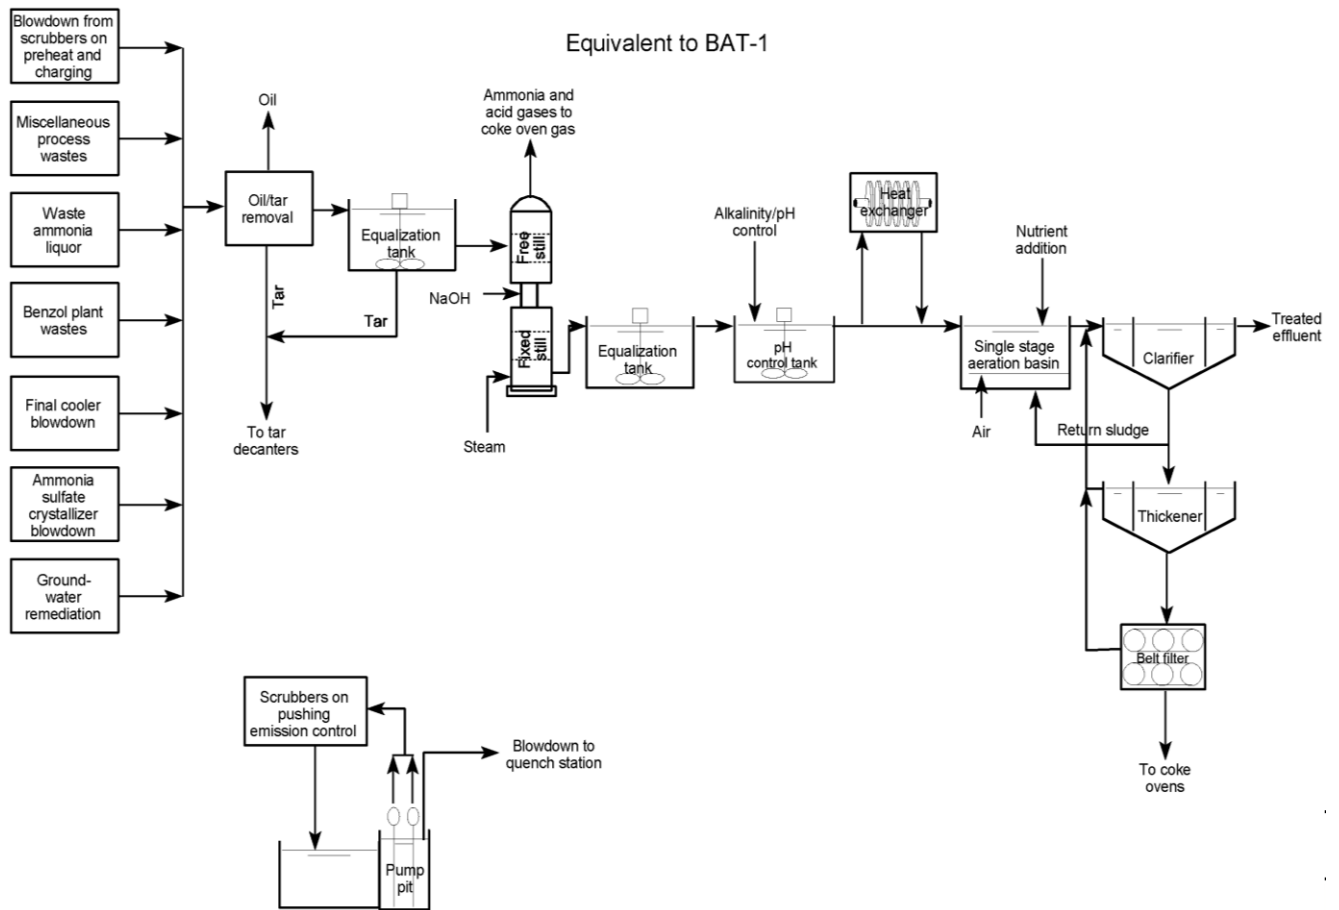 Equivalent to BAT-1
Blowdown from
scrubbers on
preheat and
charging
Miscellaneous
process
wastes
Waste
ammonia
liquor
Benzol plant
wastes
Final cooler
blowdown
Ammonia
sulfate
crystallizer
blowdown
Ground-
water
remediation
Oil
Oil/tar
removal
Tar
To tar
decanters
Equalization
tank
Tar
Ammonia and
acid gases to
coke oven gas
Free
still
NaOH
Fixed
still
Steam
Equalization
tank
Alkalinity/pH
control
pH
control tank
Heat
exchanger
Nutrient
addition
Single stage
aeration basin
Air
Return sludge
Clarifier
Treated
effluent
Thickener
Belt filter
To coke
ovens
Scrubbers on
pushing
emission control
Blowdown to
quench station
Pump
pit